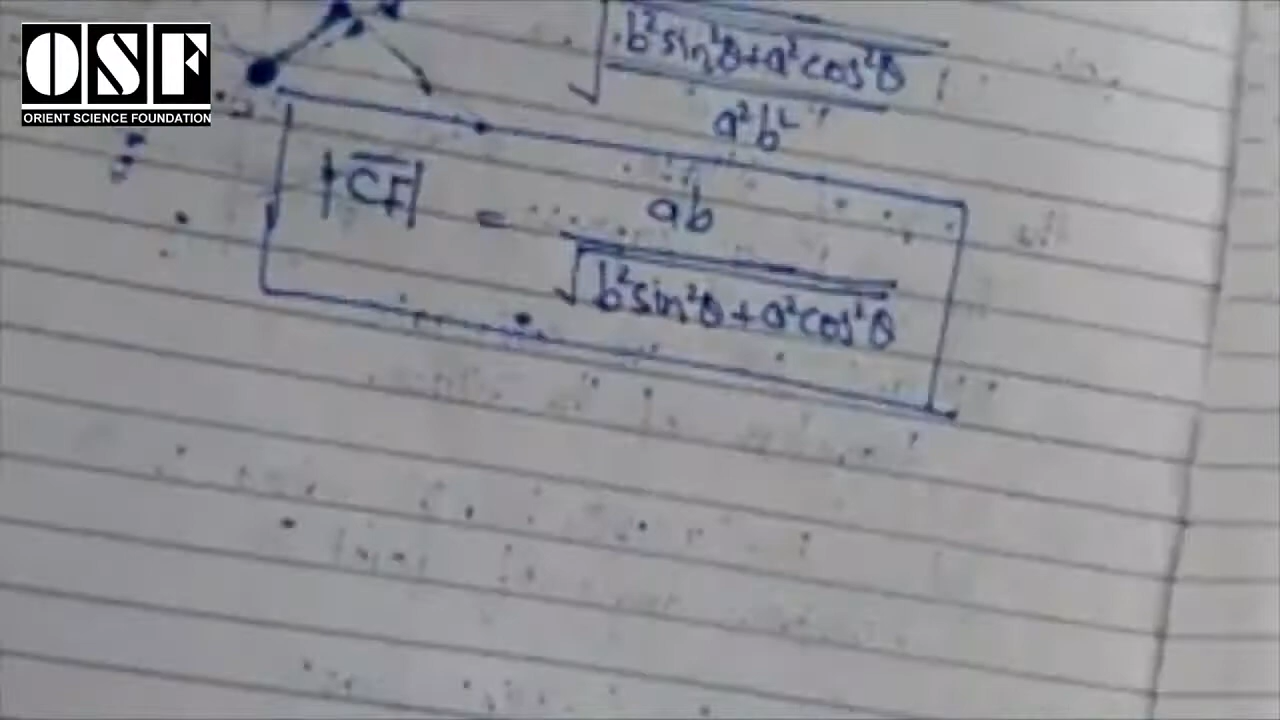 OSF
ORIENT SCIENCE FOUNDATION
√(b²sin²θ+a²cos²θ / a²b²)
|CF| = ab / √(b²sin²θ+a²cos²θ)